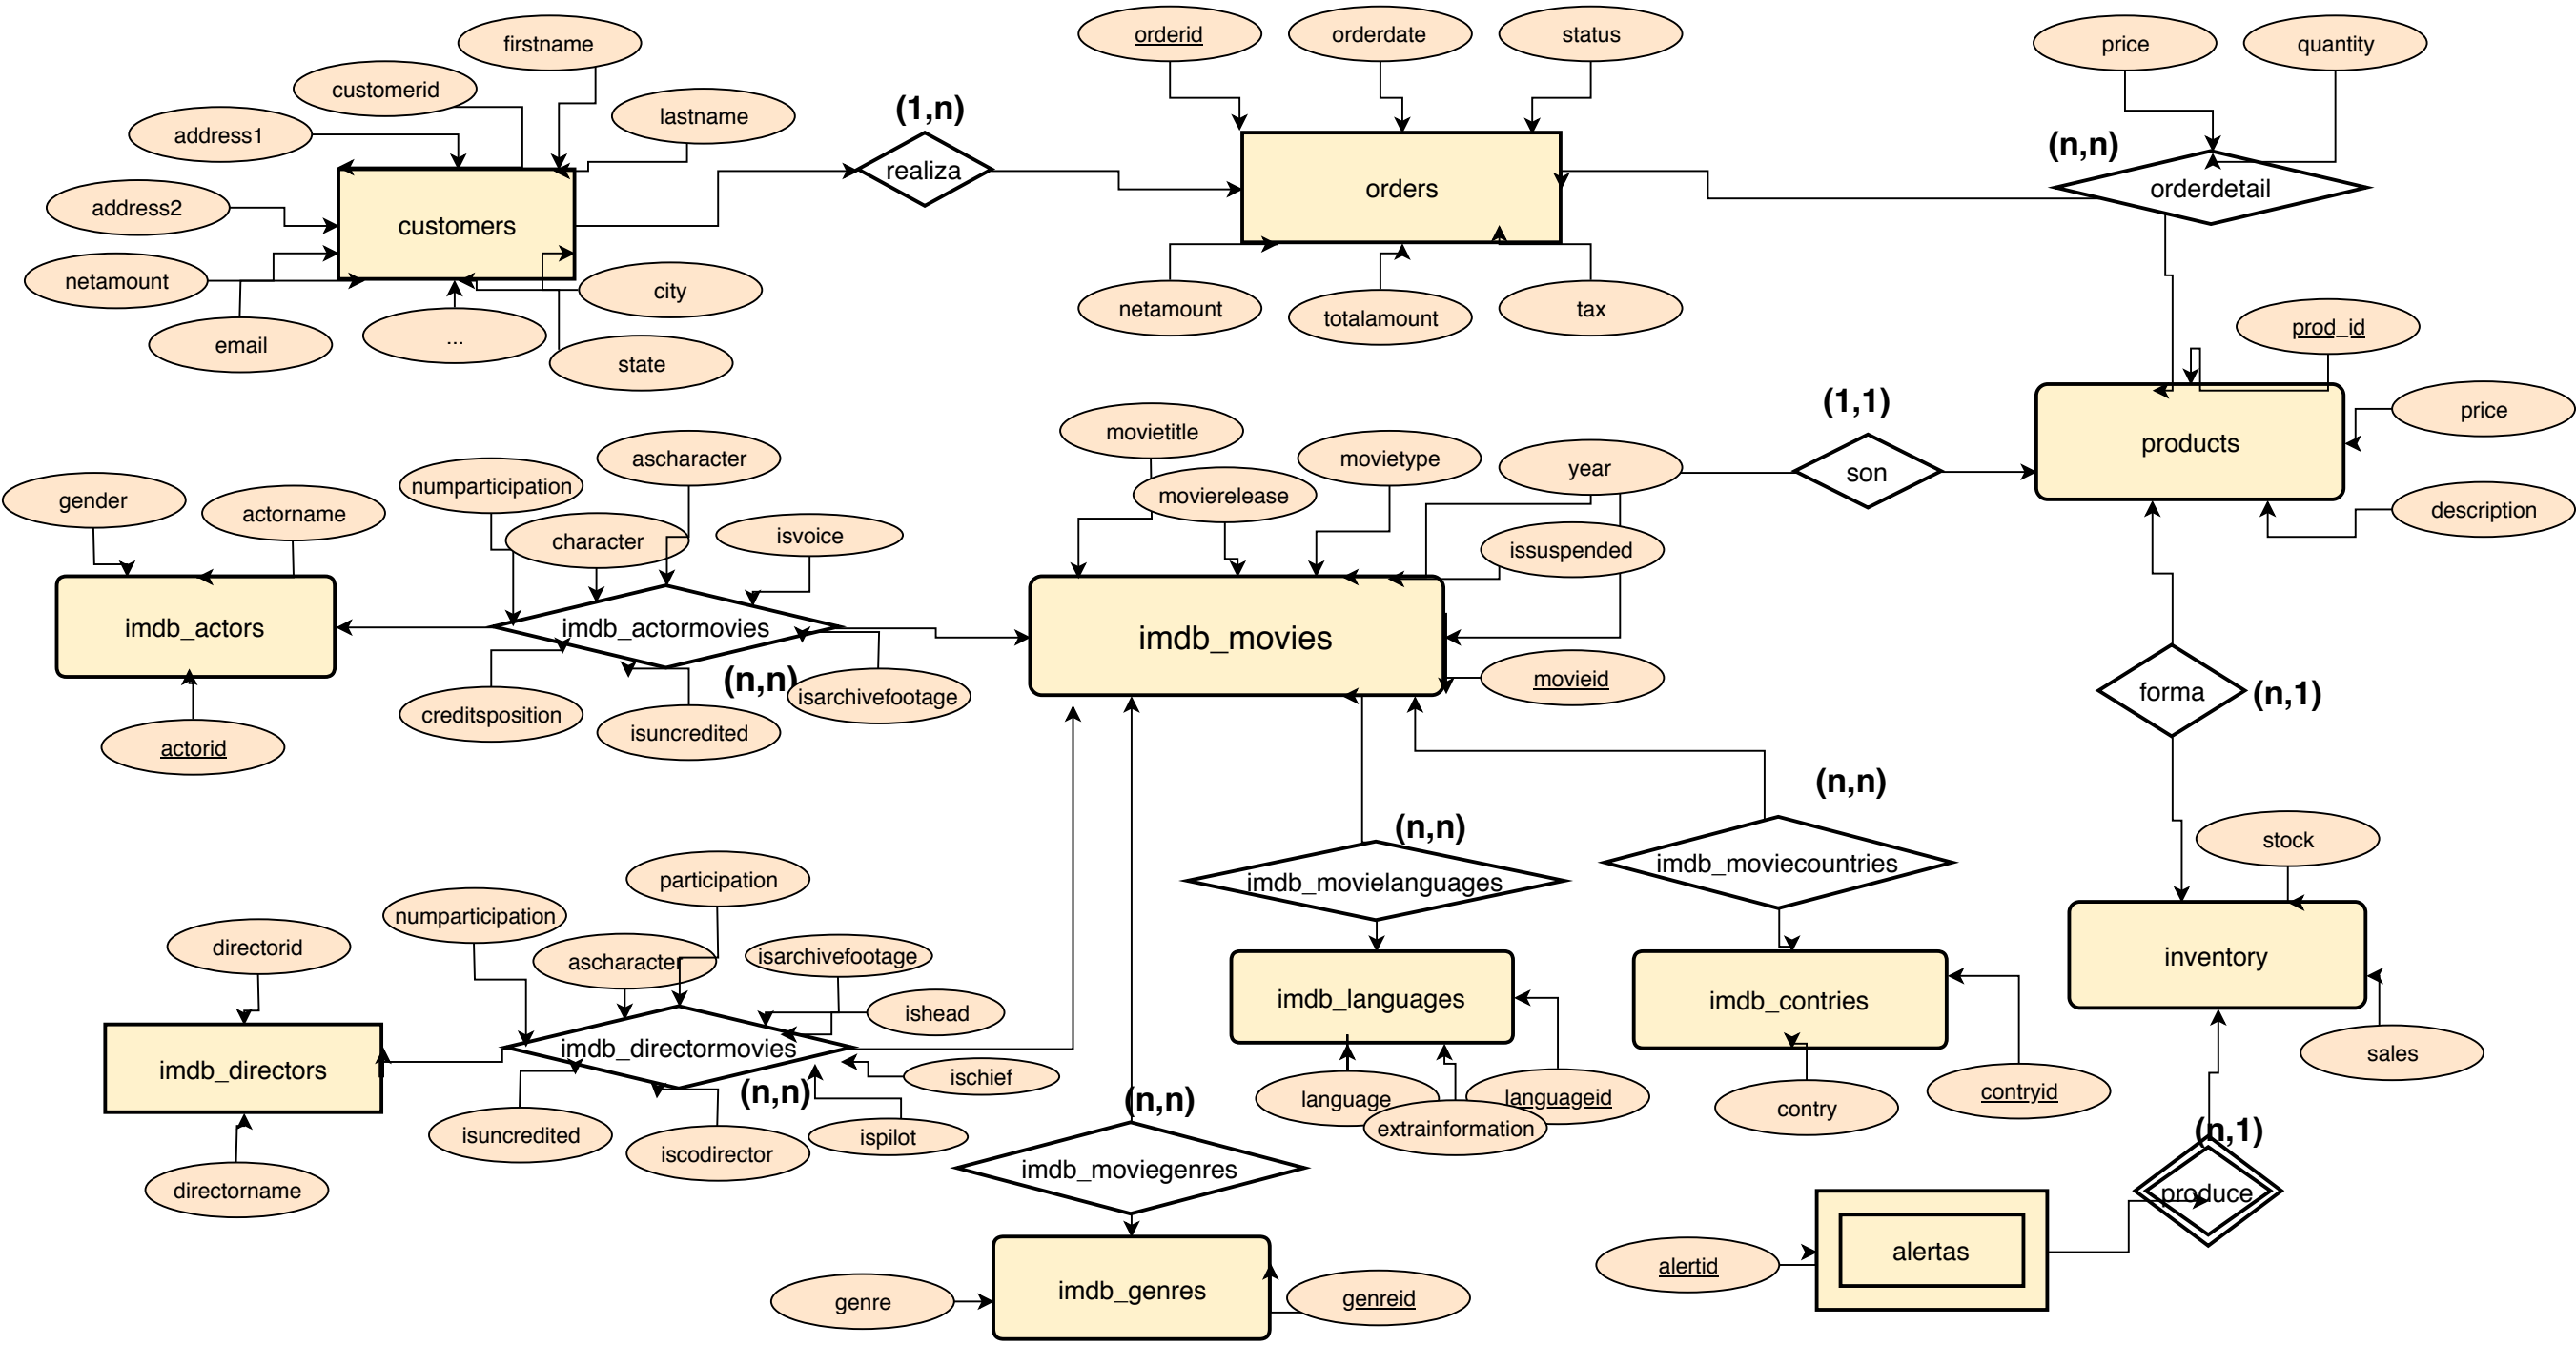 firstname
customerid
address1
lastname
address2
customers
netamount
email
...
city
state
(1,n)
realiza
orderid
orderdate
status
orders
netamount
totalamount
tax
price
quantity
(n,n)
orderdetail
prod_id
products
price
description
(1,1)
son
movietitle
movierelease
movietype
year
issuspended
imdb_movies
movieid
gender
actorname
imdb_actors
actorid
numparticipation
ascharacter
character
isvoice
imdb_actormovies
(n,n)
creditsposition
isuncredited
isarchivefootage
forma
(n,1)
(n,n)
imdb_movielanguages
(n,n)
imdb_moviecountries
stock
inventory
sales
participation
numparticipation
directorid
ascharacter
isarchivefootage
ishead
imdb_directors
imdb_directormovies
ischief
(n,n)
isuncredited
iscodirector
ispilot
directorname
imdb_languages
language
languageid
extrainformation
imdb_contries
contry
contryid
(n,n)
imdb_moviegenres
(n,1)
produce
alertas
alertid
genre
imdb_genres
genreid